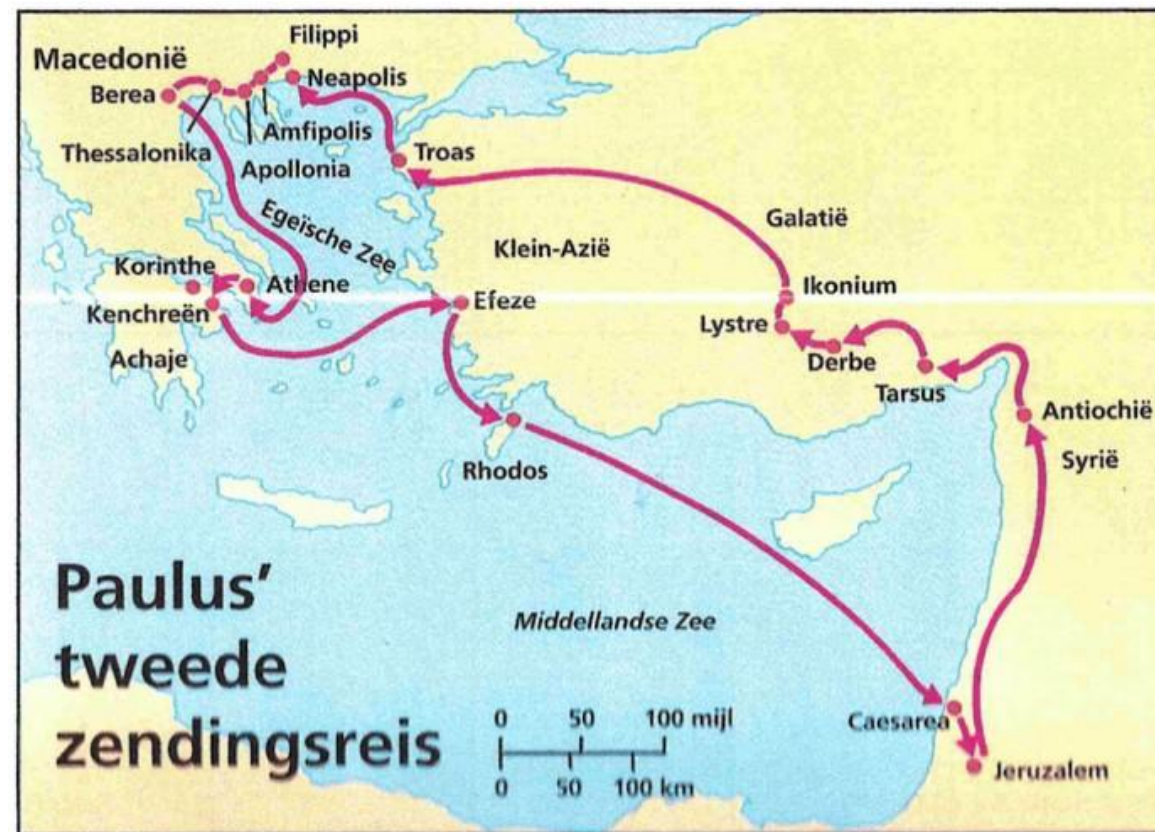 Filippi
Macedonië
Neapolis
Berea
Amfipolis
Thessalonika
Apollonia
Troas
Egeïsche Zee
Galatië
Klein-Azië
Korinthe
Athene
Ikonium
Kenchreën
Efeze
Lystre
Achaje
Derbe
Tarsus
Antiochië
Rhodos
Syrië
Paulus’
tweede
zendingsreis
Middellandse Zee
0 50 100 mijl
0 50 100 km
Caesarea
Jeruzalem